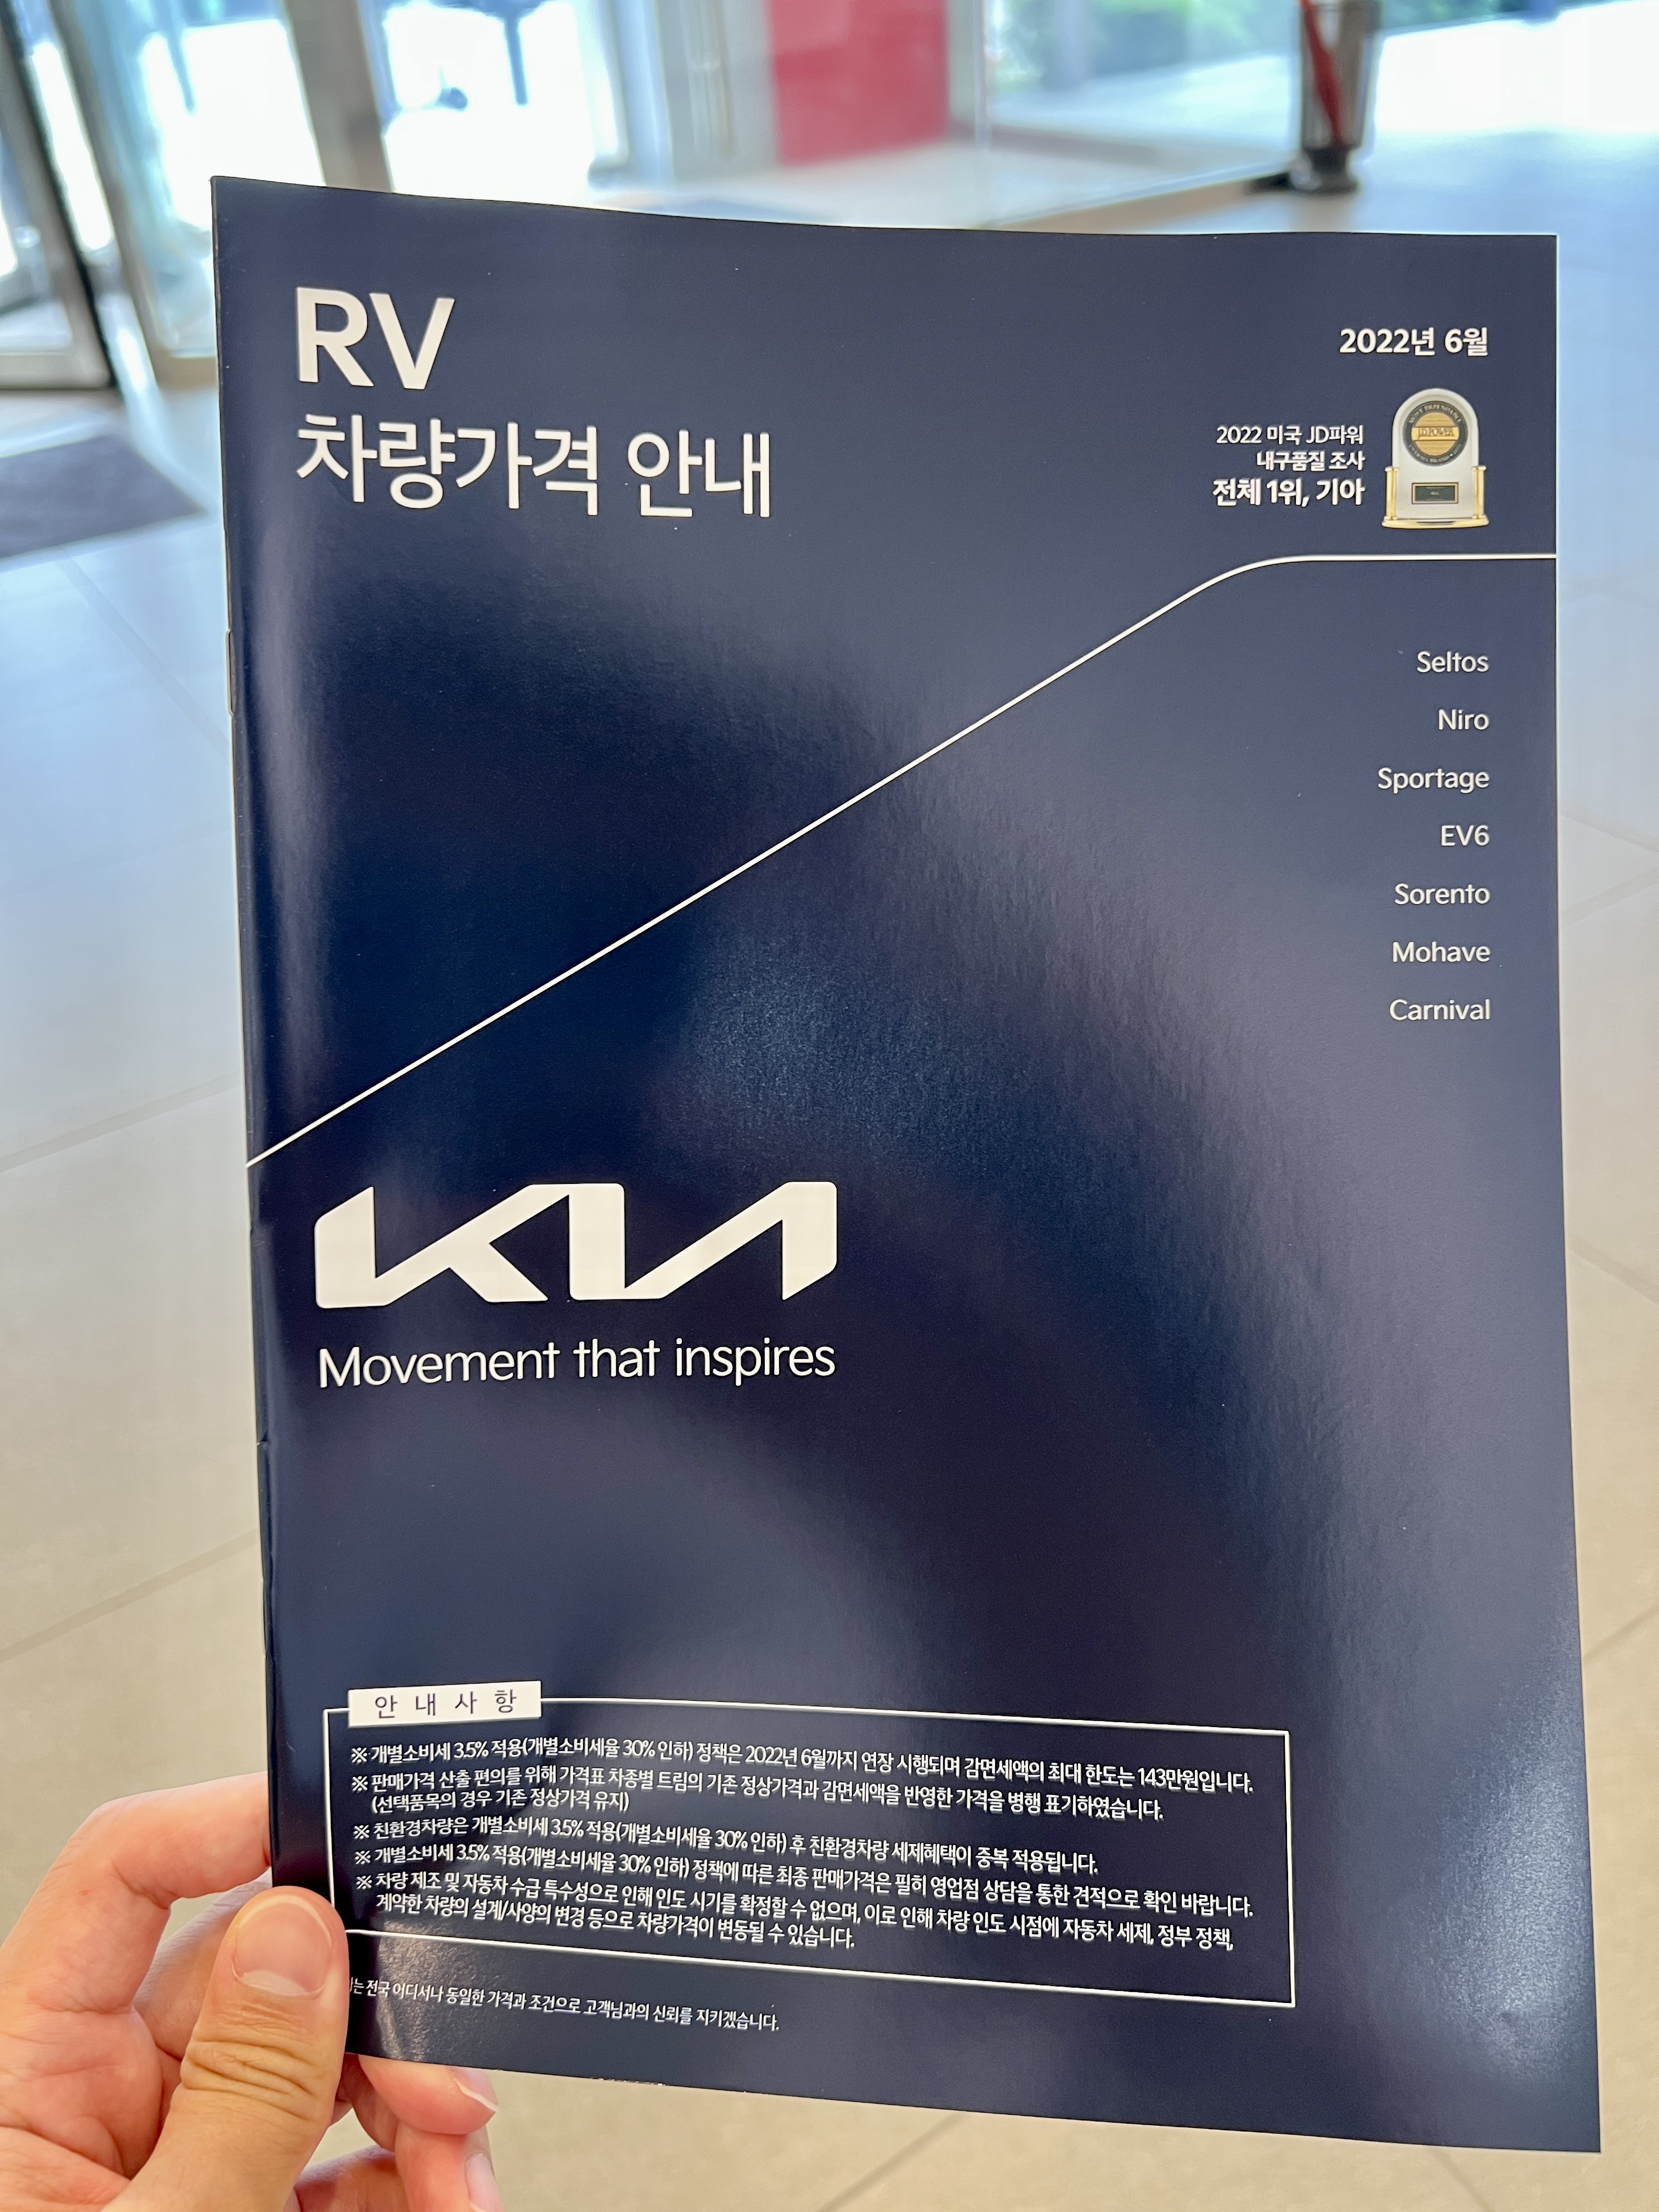 RV
차량가격 안내
2022년 6월
2022 미국 JD파워
내구품질 조사
전체 1위, 기아
J.D. POWER
Seltos
Niro
Sportage
EV6
Sorento
Mohave
Carnival
KIA
Movement that inspires
안내사항
※ 개별소비세 3.5% 적용(개별소비세율 30% 인하) 정책은 2022년 6월까지 연장 시행되며 감면세액의 최대 한도는 143만원입니다.
※ 판매가격 산출 편의를 위해 가격표 차종별 트림의 기존 정상가격과 감면세액을 반영한 가격을 병행 표기하였습니다.
(선택품목의 경우 기존 정상가격 유지)
※ 친환경차량은 개별소비세 3.5% 적용(개별소비세율 30% 인하) 후 친환경차량 세제혜택이 중복 적용됩니다.
※ 개별소비세 3.5% 적용(개별소비세율 30% 인하) 정책에 따른 최종 판매가격은 필히 영업점 상담을 통한 견적으로 확인 바랍니다.
※ 차량 제조 및 자동차 수급 특수성으로 인해 인도 시기를 확정할 수 없으며, 이로 인해 차량 인도 시점에 자동차 세제, 정부 정책,
계약한 차량의 설계/사양의 변경 등으로 차량가격이 변동될 수 있습니다.
는 전국 어디서나 동일한 가격과 조건으로 고객님과의 신뢰를 지키겠습니다.